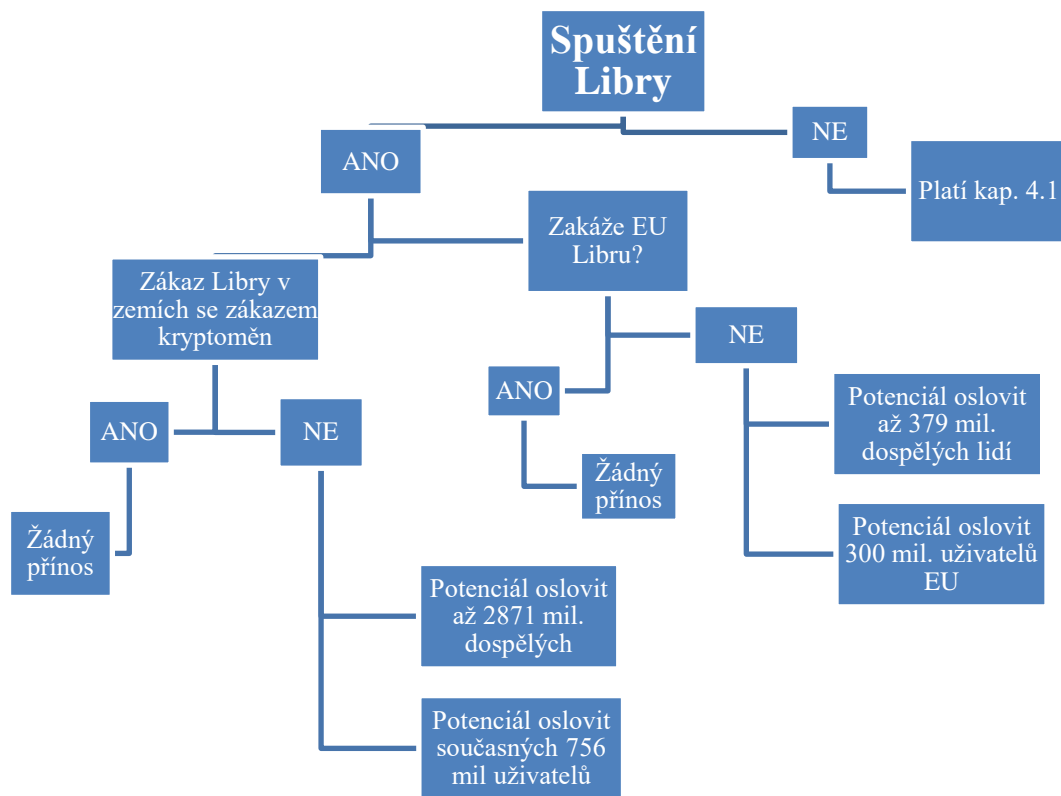 Spuštění
Libry
ANO
NE
Platí kap. 4.1
Zákaz Libry v
zemích se zákazem
kryptoměn
Zakáže EU
Libru?
ANO
NE
ANO
NE
Žádný
přínos
Žádný
přínos
Potenciál oslovit
až 379 mil.
dospělých lidí
Potenciál oslovit
300 mil. uživatelů
EU
Potenciál oslovit
až 2871 mil.
dospělých
Potenciál oslovit
současných 756
mil uživatelů